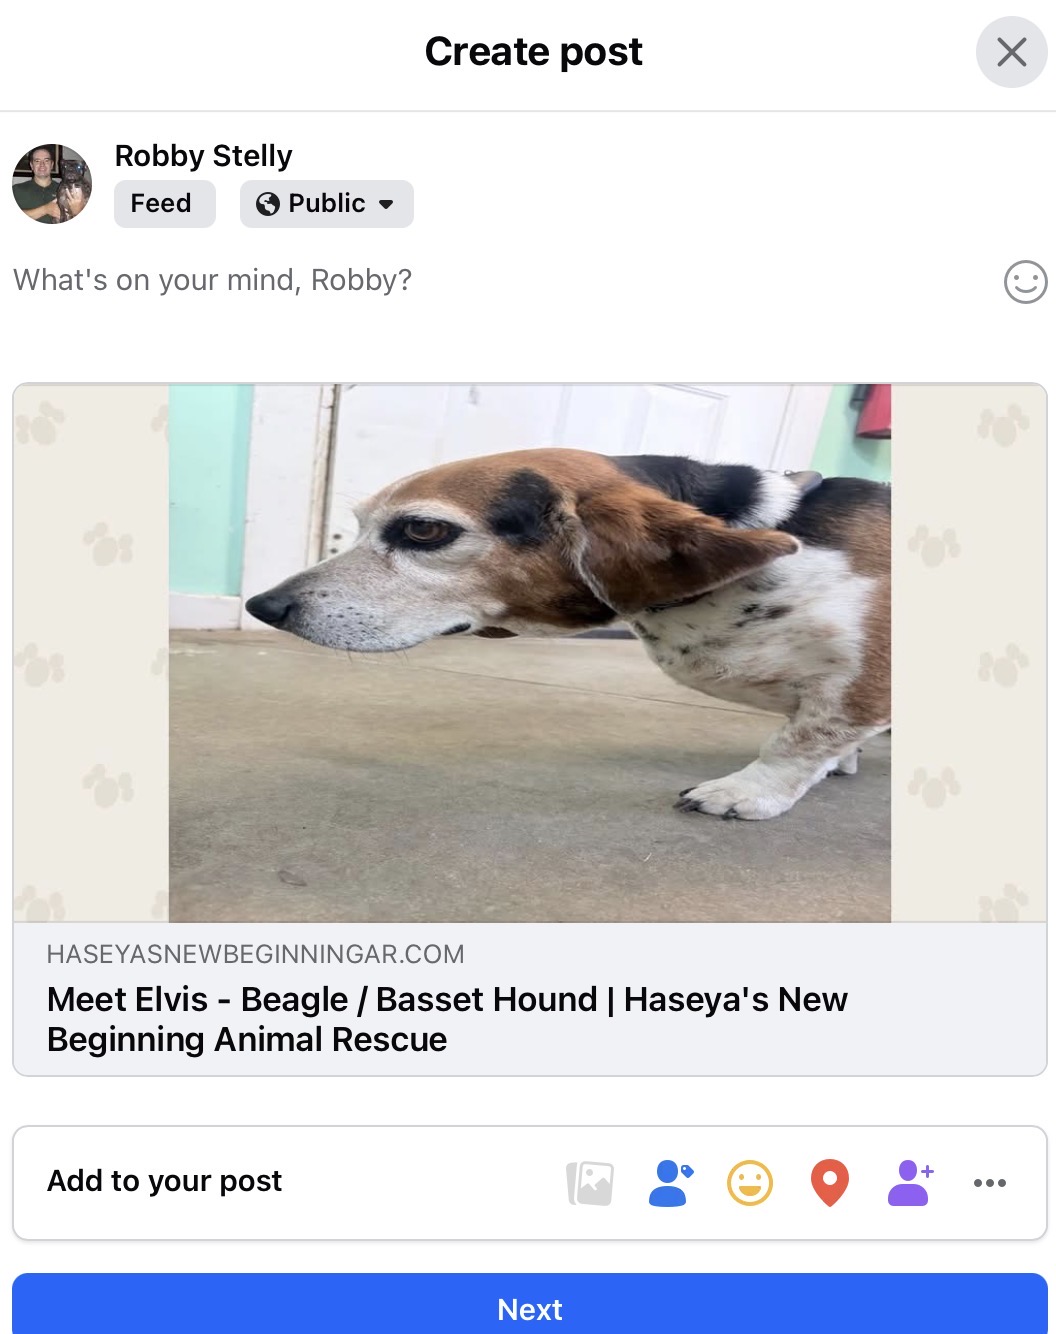 Create post
Robby Stelly
Feed
Public
What's on your mind, Robby?
HASEYASNEWBEGINNINGAR.COM
Meet Elvis - Beagle / Basset Hound | Haseya's New
Beginning Animal Rescue
Add to your post
Next